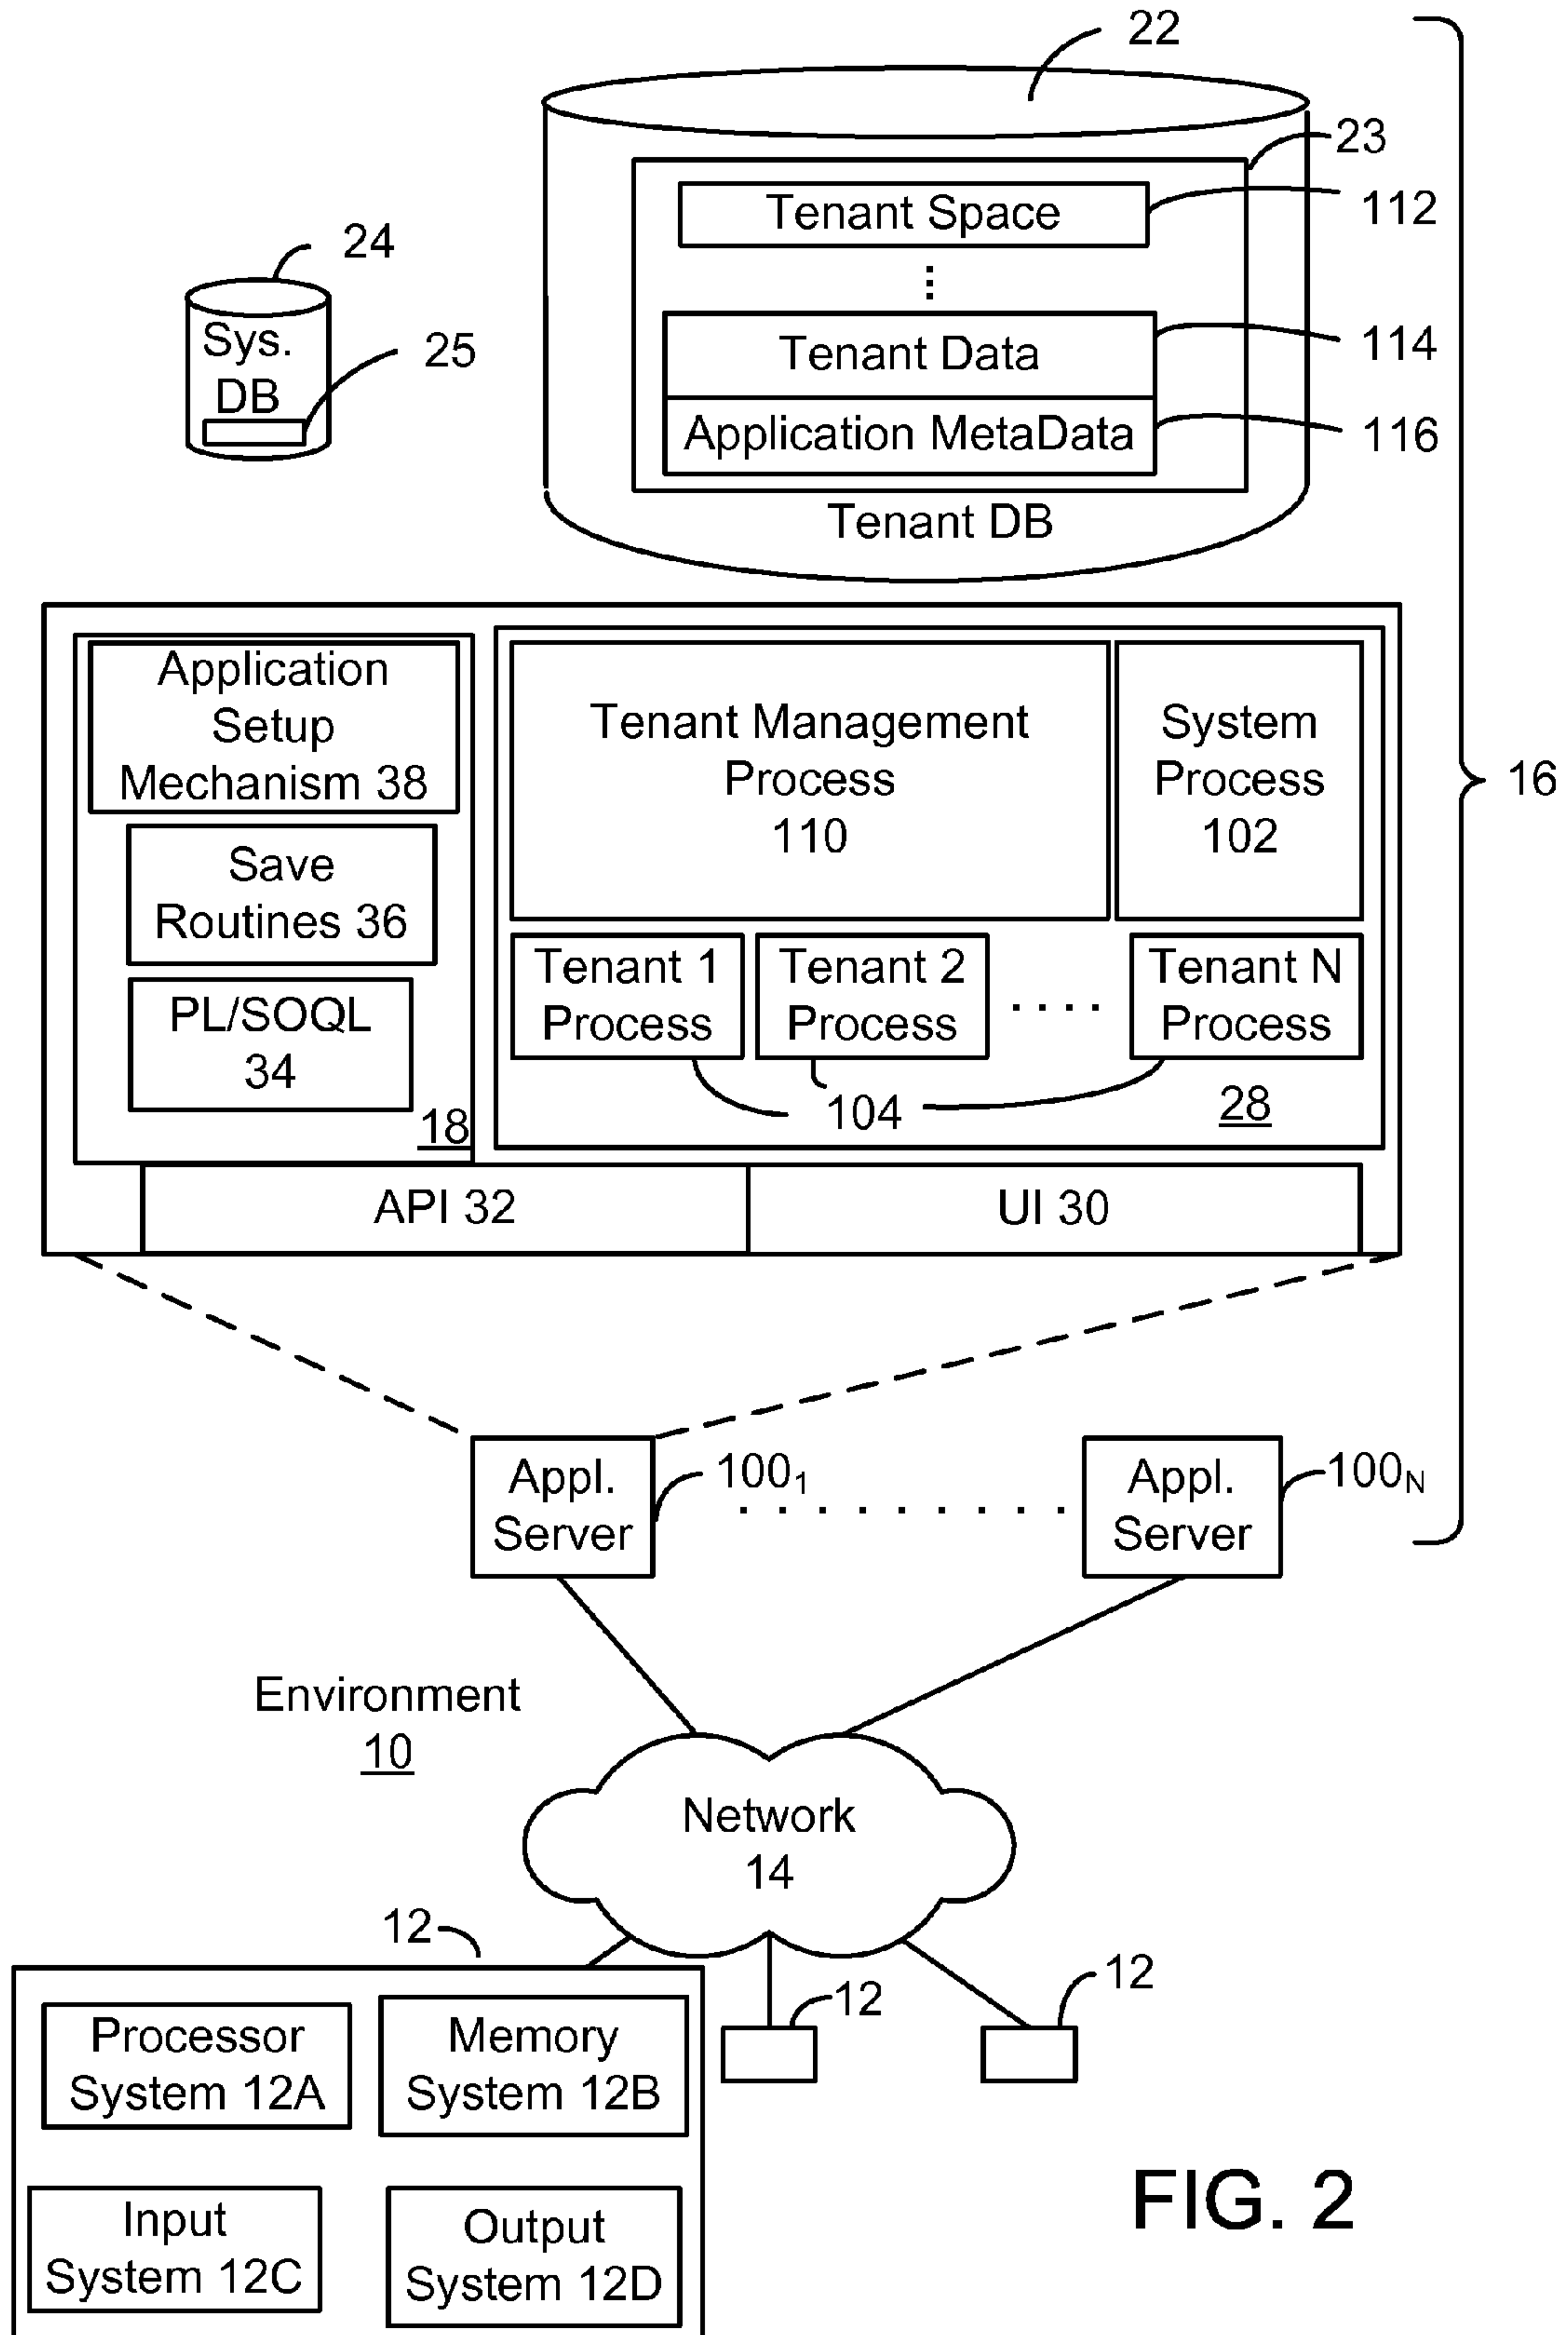 22
23
Tenant Space
112
24
Sys.
DB
25
Tenant Data
114
Application MetaData
116
Tenant DB
Application
Setup
Mechanism 38
Tenant Management
Process
110
System
Process
102
16
Save
Routines 36
Tenant 1
Process
Tenant 2
Process
Tenant N
Process
PL/SOQL
34
104
28
18
API 32
UI 30
Appl.
Server
100₁
Appl.
Server
100N
Environment
10
Network
14
12
12
12
Processor
System 12A
Memory
System 12B
Input
System 12C
Output
System 12D
FIG. 2